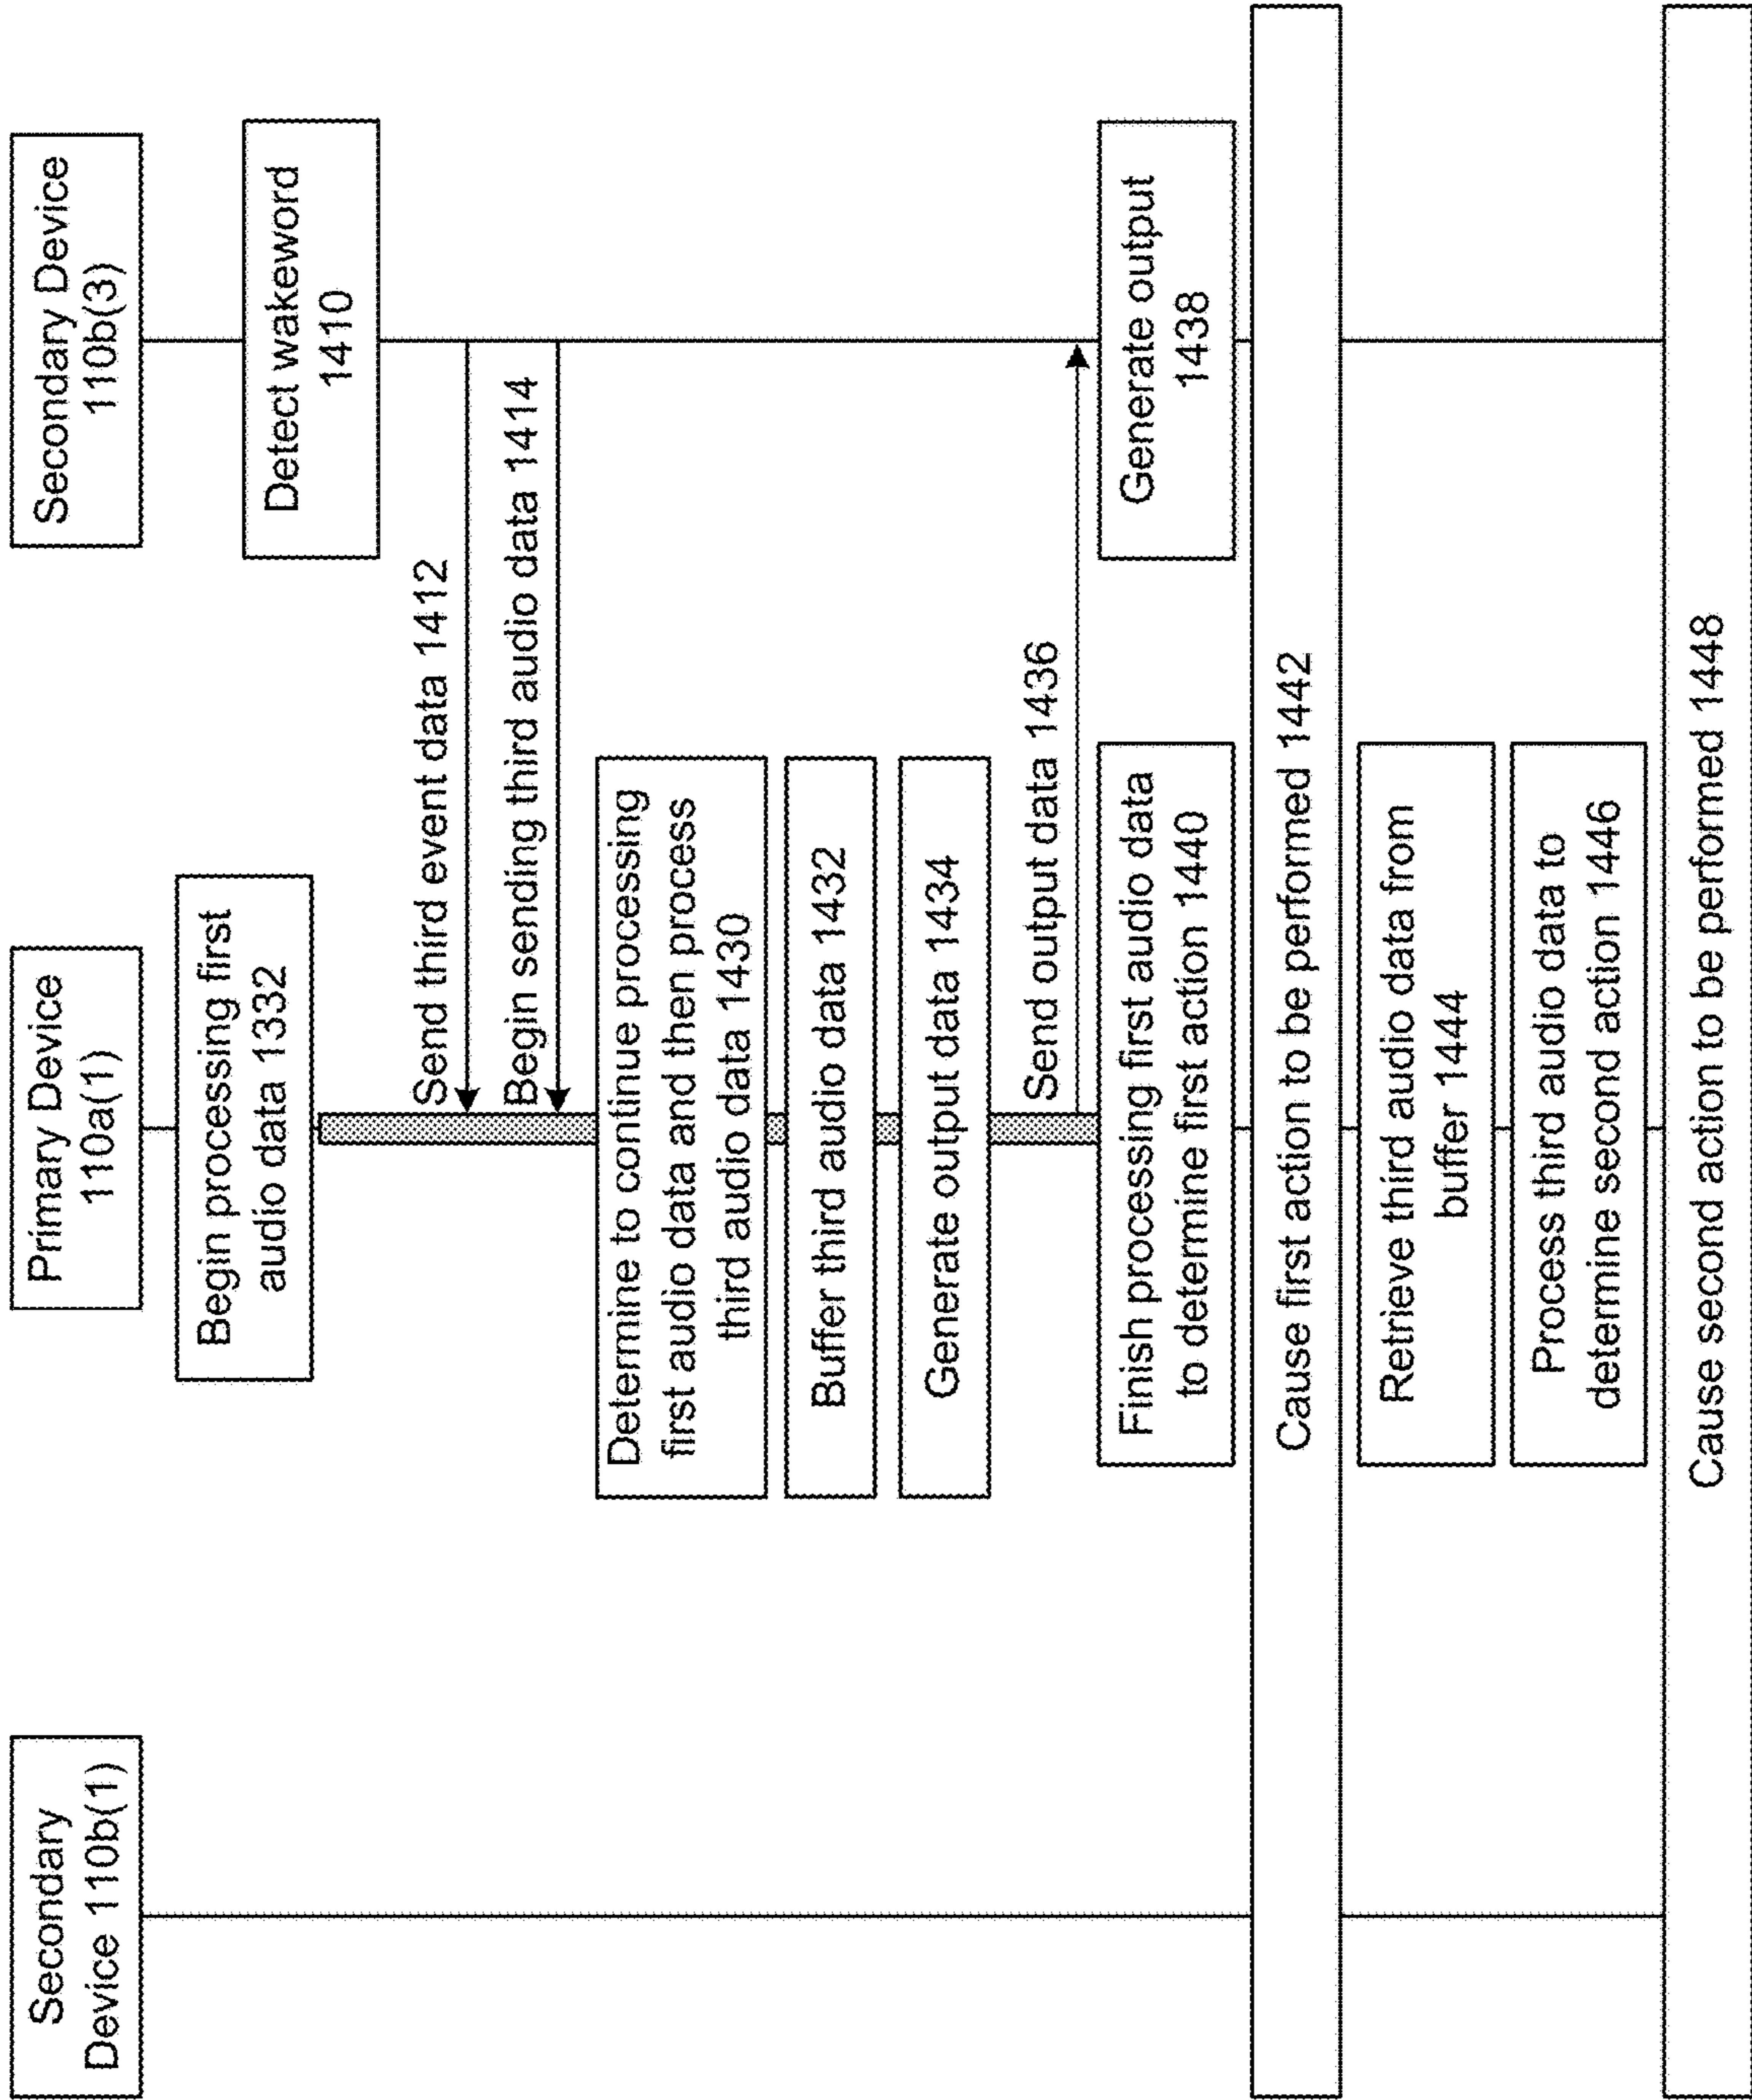 Secondary
Device 110b(1)
Primary Device
110a(1)
Secondary Device
110b(3)
Begin processing first
audio data 1332
Detect wakeword
1410
Send third event data 1412
Begin sending third audio data 1414
Determine to continue processing
first audio data and then process
third audio data 1430
Buffer third audio data 1432
Generate output data 1434
Send output data 1436
Generate output
1438
Finish processing first audio data
to determine first action 1440
Cause first action to be performed 1442
Retrieve third audio data from
buffer 1444
Process third audio data to
determine second action 1446
Cause second action to be performed 1448